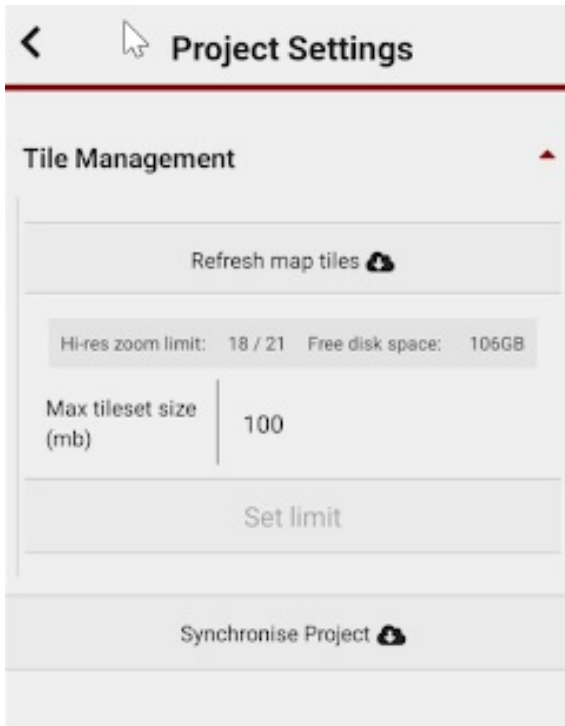 Project Settings
Tile Management
Refresh map tiles
Hi-res zoom limit: 18 / 21 Free disk space: 106GB
Max tileset size
(mb)
100
Set limit
Synchronise Project